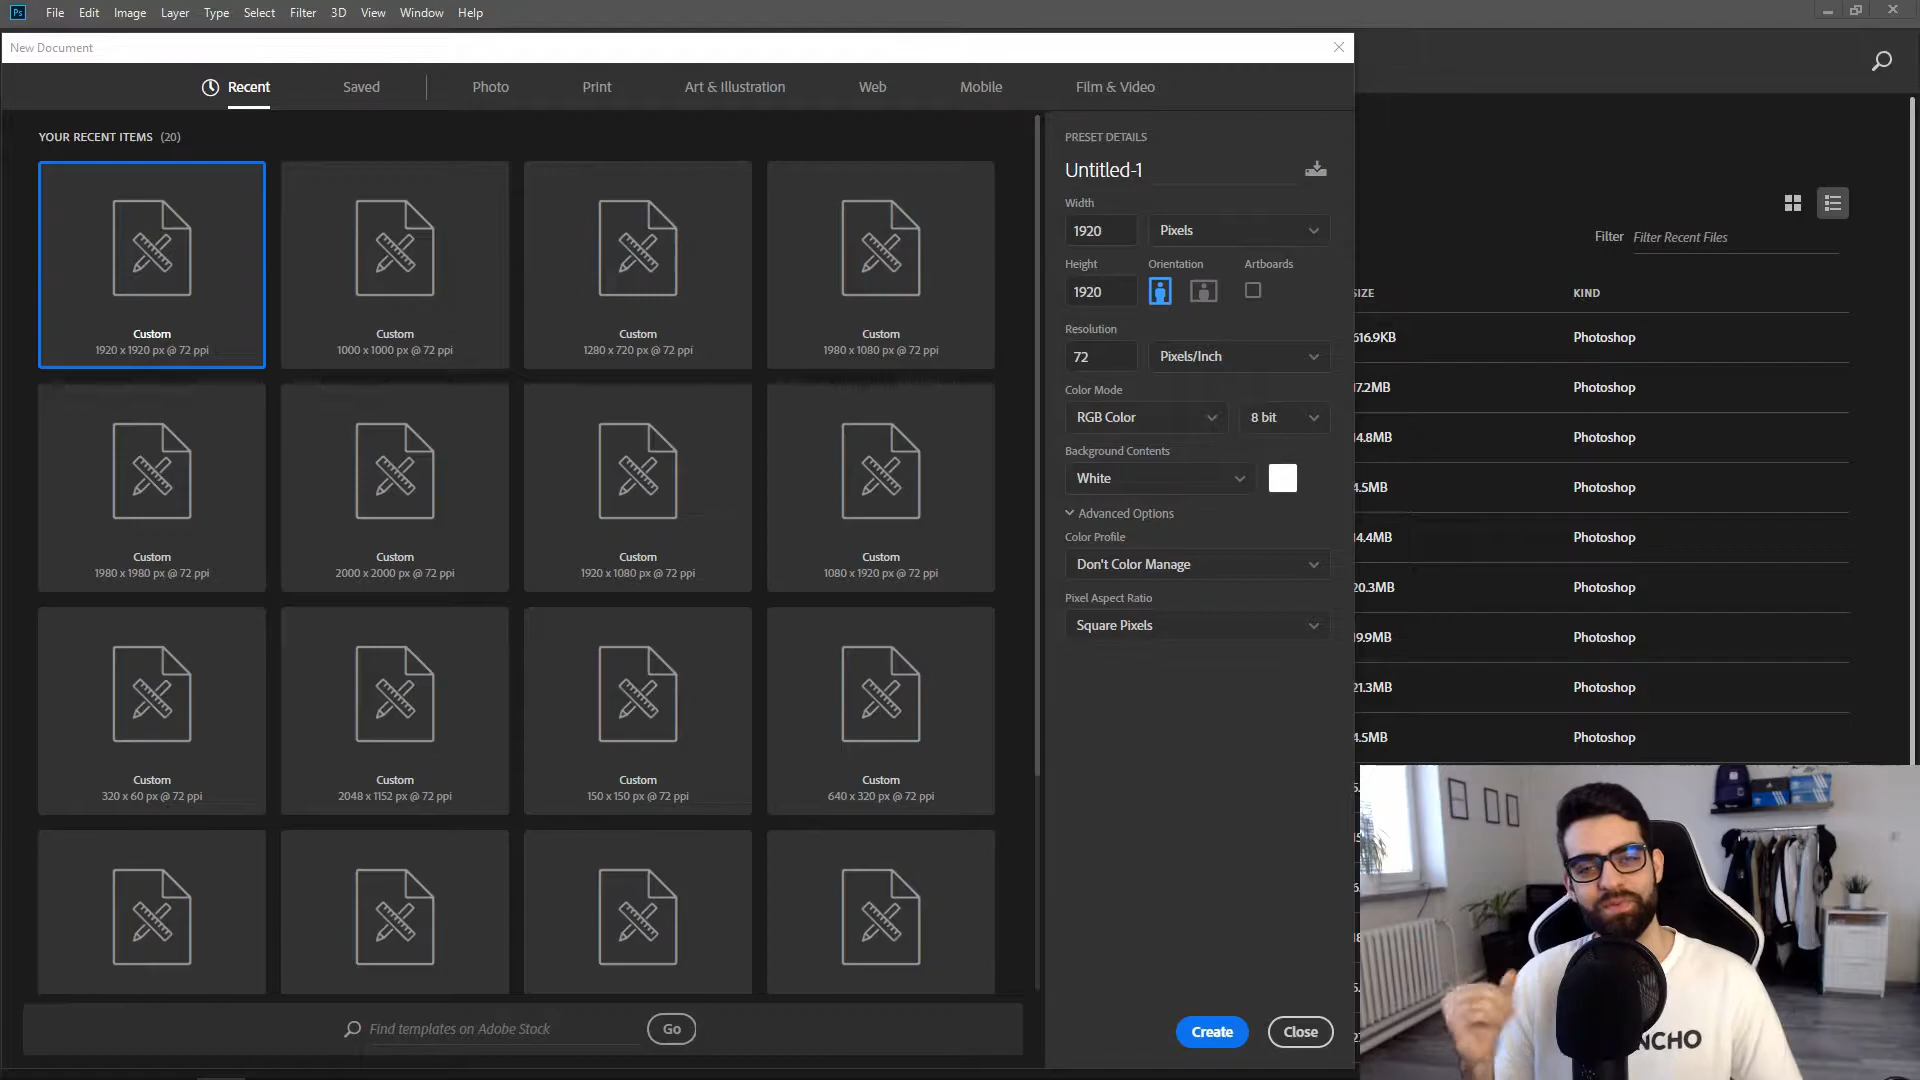 Ps File Edit Image Layer Type Select Filter 3D View Window Help
New Document
Recent Saved Photo Print Art & Illustration Web Mobile Film & Video
YOUR RECENT ITEMS (20)
Custom
1920 x 1920 px @ 72 ppi
Custom
1000 x 1000 px @ 72 ppi
Custom
1280 x 720 px @ 72 ppi
Custom
1980 x 1080 px @ 72 ppi
Custom
1980 x 1980 px @ 72 ppi
Custom
2000 x 2000 px @ 72 ppi
Custom
1920 x 1080 px @ 72 ppi
Custom
1080 x 1920 px @ 72 ppi
Custom
320 x 60 px @ 72 ppi
Custom
2048 x 1152 px @ 72 ppi
Custom
150 x 150 px @ 72 ppi
Custom
640 x 320 px @ 72 ppi
Find templates on Adobe Stock Go
PRESET DETAILS
Untitled-1
Width
1920 Pixels
Height Orientation Artboards
1920
Resolution
72 Pixels/Inch
Color Mode
RGB Color 8 bit
Background Contents
White
Advanced Options
Color Profile
Don't Color Manage
Pixel Aspect Ratio
Square Pixels
Create Close
Filter Filter Recent Files
IZE KIND
616.9KB Photoshop
17.2MB Photoshop
14.8MB Photoshop
4.5MB Photoshop
14.4MB Photoshop
20.3MB Photoshop
19.9MB Photoshop
21.3MB Photoshop
4.5MB Photoshop
NCHO